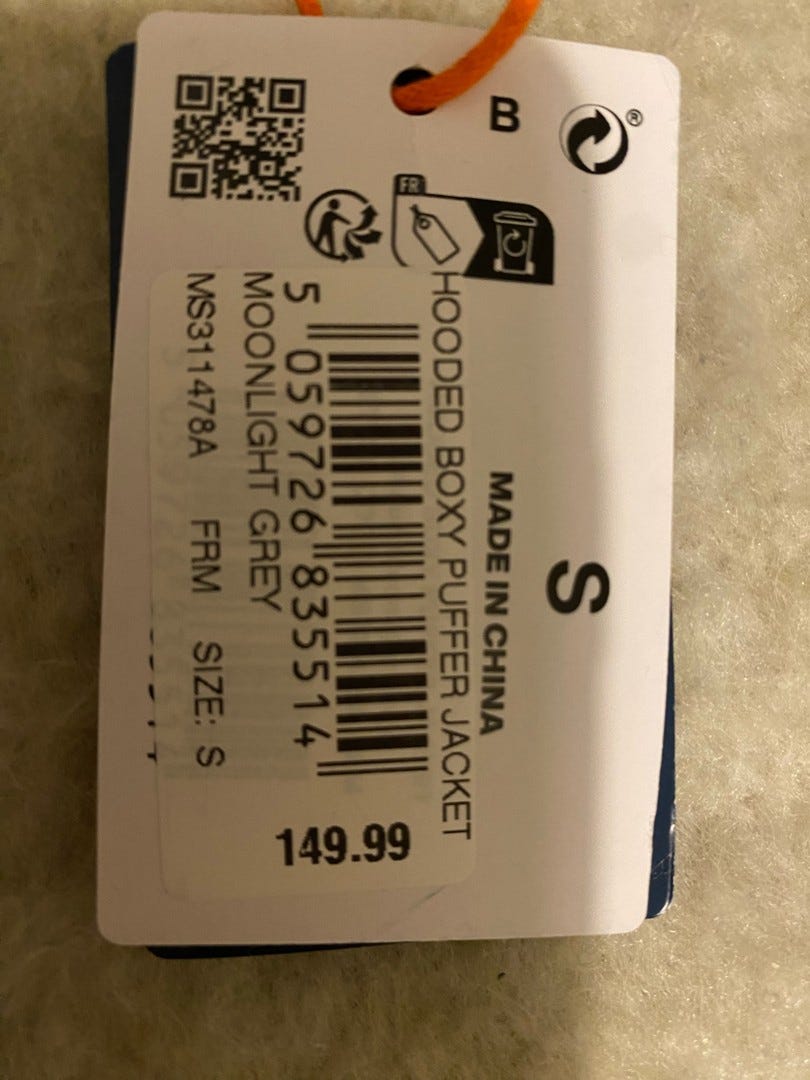 B
®
FR
S
MADE IN CHINA
HOODED BOXY PUFFER JACKET
5 059726 835514
MOONLIGHT GREY
MS311478A FRM SIZE: S
149.99